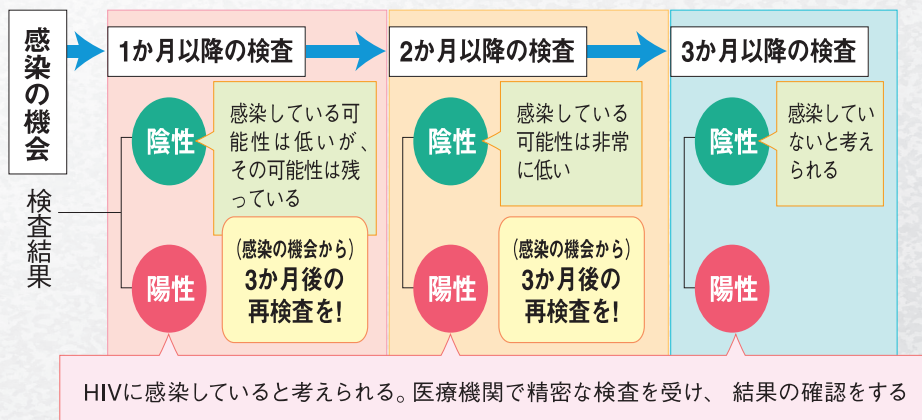 感染の機会
1か月以降の検査
2か月以降の検査
3か月以降の検査
検査結果
陰性
感染している可
能性は低いが、
その可能性は残
っている
陰性
感染している
可能性は非常
に低い
陰性
感染してい
ないと考え
られる
陽性
(感染の機会から)
3か月後の
再検査を!
陽性
(感染の機会から)
3か月後の
再検査を!
陽性
HIVに感染していると考えられる。医療機関で精密な検査を受け、 結果の確認をする